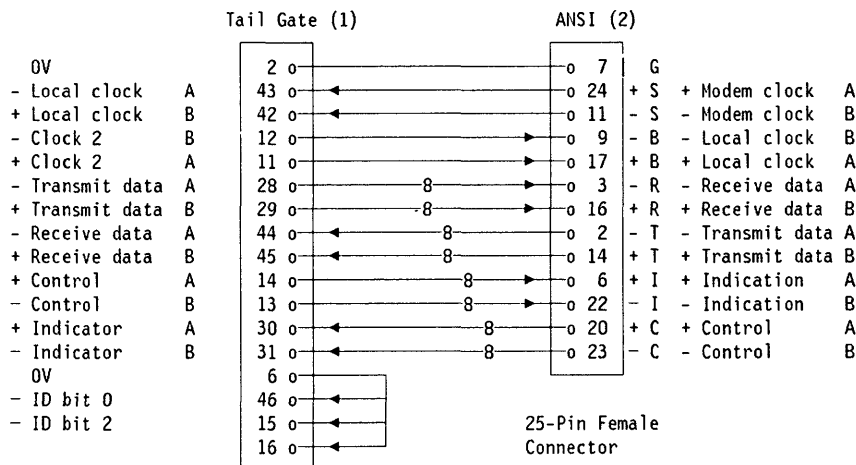 Tail Gate (1) ANSI (2)
0V 2 o o 7 G
- Local clock A 43 o o 24 + S + Modem clock A
+ Local clock B 42 o o 11 - S - Modem clock B
- Clock 2 B 12 o o 9 - B - Local clock B
+ Clock 2 A 11 o o 17 + B + Local clock A
- Transmit data A 28 o 8 o 3 - R - Receive data A
+ Transmit data B 29 o 8 o 16 + R + Receive data B
- Receive data A 44 o 8 o 2 - T - Transmit data A
+ Receive data B 45 o 8 o 14 + T + Transmit data B
+ Control A 14 o 8 o 6 + I + Indication A
- Control B 13 o 8 o 22 - I - Indication B
+ Indicator A 30 o 8 o 20 + C + Control A
- Indicator B 31 o 8 o 23 - C - Control B
0V 6 o
- ID bit 0 46 o
- ID bit 2 15 o
16 o
25-Pin Female
Connector